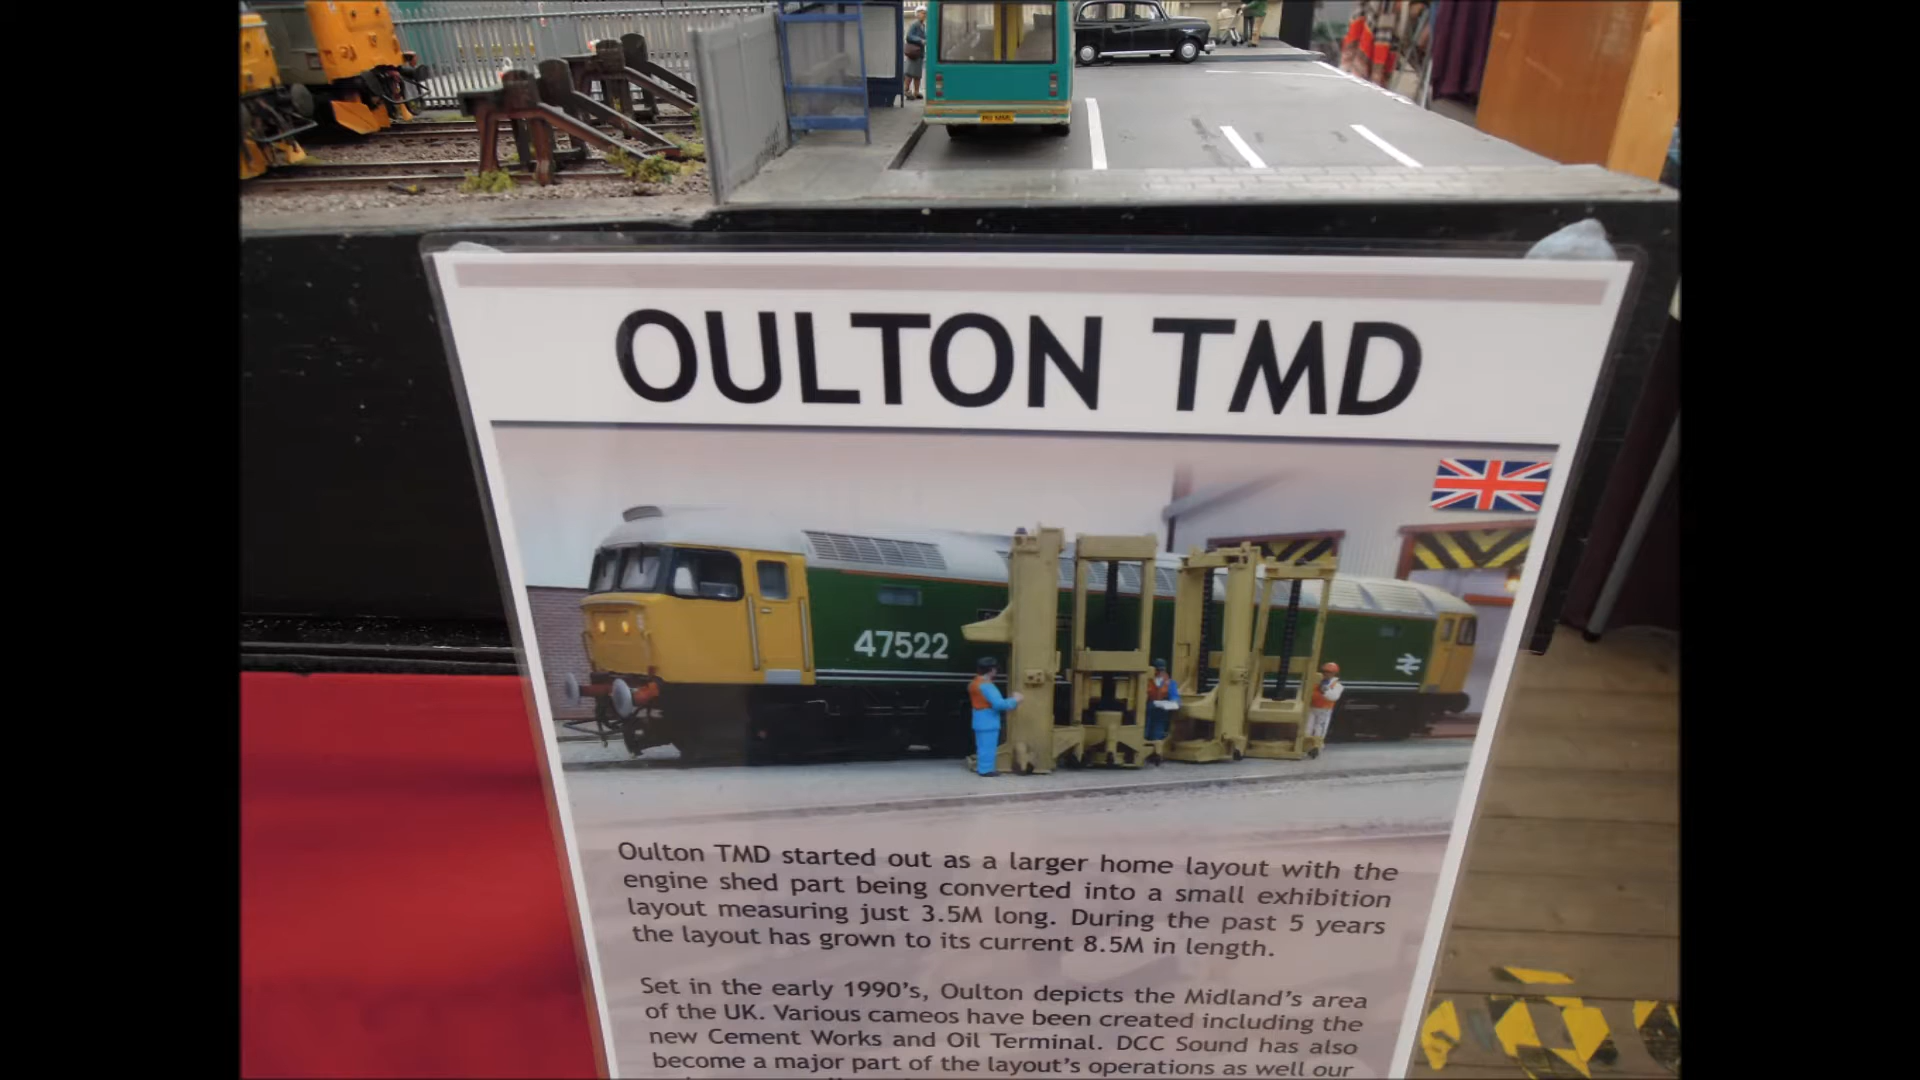 OULTON TMD
47522
Oulton TMD started out as a larger home layout with the
engine shed part being converted into a small exhibition
layout measuring just 3.5M long. During the past 5 years
the layout has grown to its current 8.5M in length.
Set in the early 1990's, Oulton depicts the Midland's area
of the UK. Various cameos have been created including the
new Cement Works and Oil Terminal. DCC Sound has also
become a major part of the layout's operations as well our